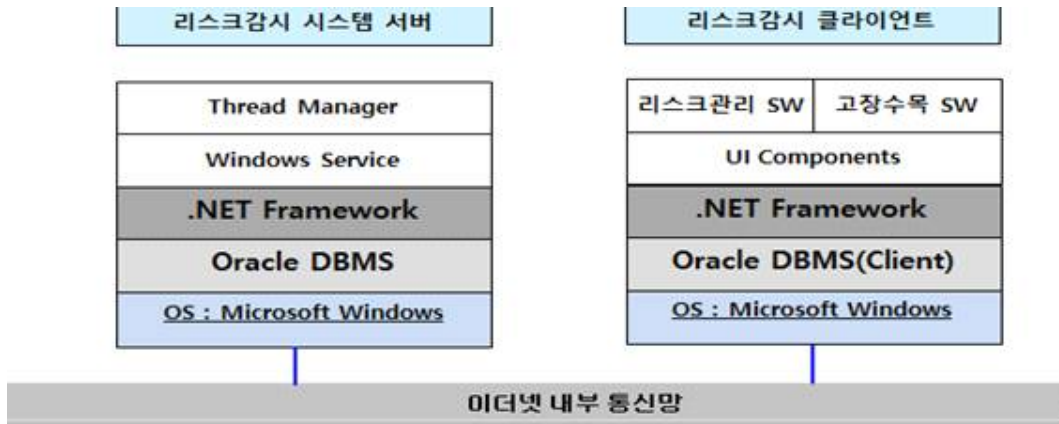 리스크감시 시스템 서버
Thread Manager
Windows Service
.NET Framework
Oracle DBMS
OS : Microsoft Windows
리스크감시 클라이언트
리스크관리 SW 고장수목 SW
UI Components
.NET Framework
Oracle DBMS(Client)
OS : Microsoft Windows
이더넷 내부 통신망